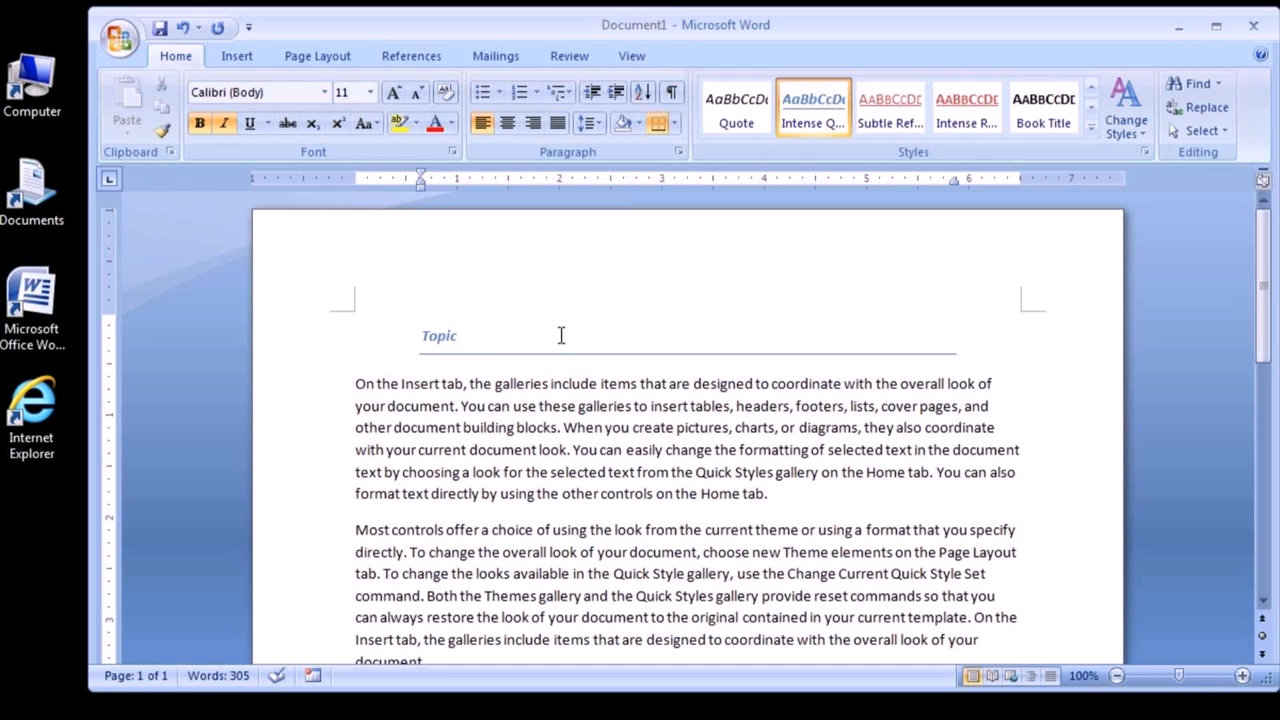 Document1 - Microsoft Word
Home Insert Page Layout References Mailings Review View
Computer
Documents
Microsoft
Office Wo...
Internet
Explorer
Paste
Clipboard
Calibri (Body) 11
B I U abc X₂ X² Aa
Font
Paragraph
AaBbCcDc AaBbCcDc AABBCCDC AABBCCDC AABBCCDC
Quote Intense Q... Subtle Ref... Intense R... Book Title
Change
Styles
Styles
Find
Replace
Select
Editing
1 1 2 3 4 5 6 7
Topic
On the Insert tab, the galleries include items that are designed to coordinate with the overall look of
your document. You can use these galleries to insert tables, headers, footers, lists, cover pages, and
other document building blocks. When you create pictures, charts, or diagrams, they also coordinate
with your current document look. You can easily change the formatting of selected text in the document
text by choosing a look for the selected text from the Quick Styles gallery on the Home tab. You can also
format text directly by using the other controls on the Home tab.
Most controls offer a choice of using the look from the current theme or using a format that you specify
directly. To change the overall look of your document, choose new Theme elements on the Page Layout
tab. To change the looks available in the Quick Style gallery, use the Change Current Quick Style Set
command. Both the Themes gallery and the Quick Styles gallery provide reset commands so that you
can always restore the look of your document to the original contained in your current template. On the
Insert tab, the galleries include items that are designed to coordinate with the overall look of your
document.
Page: 1 of 1 Words: 305 100%